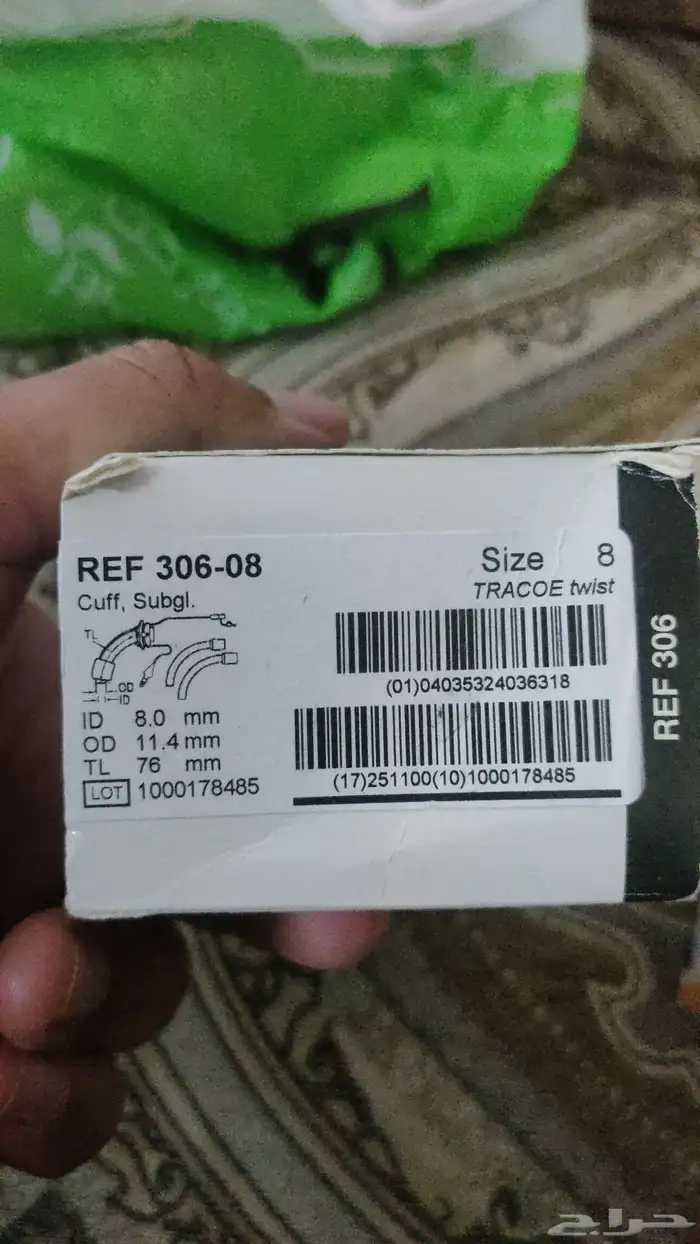 REF 306-08
Cuff, Subgl.
Size 8
TRACOE twist
TL
OD
ID
(01)04035324036318
ID 8.0 mm
OD 11.4 mm
TL 76 mm
LOT 1000178485
(17)251100(10)1000178485
REF 306
حراج